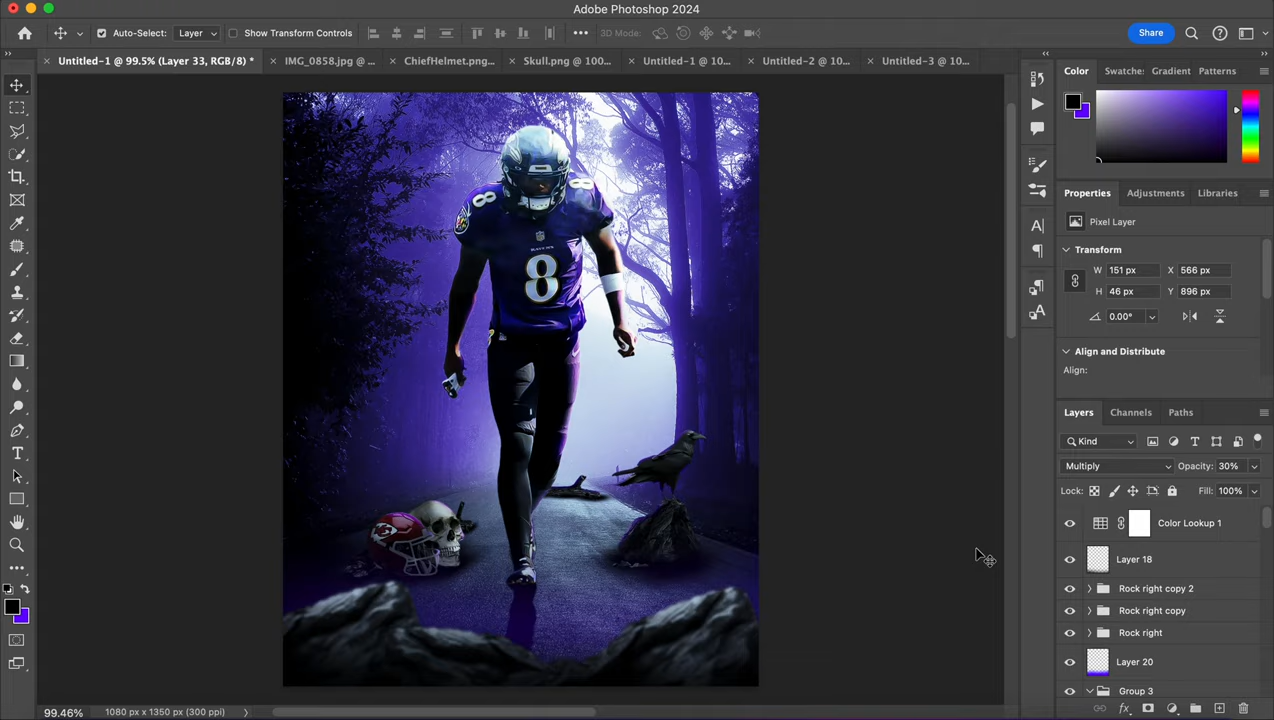 Adobe Photoshop 2024
Auto-Select: Layer Show Transform Controls 3D Mode: Share
Untitled-1 @ 99.5% (Layer 33, RGB/8) * IMG_0858.jpg @ ... ChiefHelmet.png... Skull.png @ 100... Untitled-1 @ 10... Untitled-2 @ 10... Untitled-3 @ 10...
Color Swatches Gradient Patterns
Properties Adjustments Libraries
Pixel Layer
Transform
W 151 px X 566 px
H 46 px Y 896 px
0.00°
Align and Distribute
Align:
Layers Channels Paths
Kind
Multiply Opacity: 30%
Lock: Fill: 100%
Color Lookup 1
Layer 18
Rock right copy 2
Rock right copy
Rock right
Layer 20
Group 3
8 8
8
99.46% 1080 px x 1350 px (300 ppi)